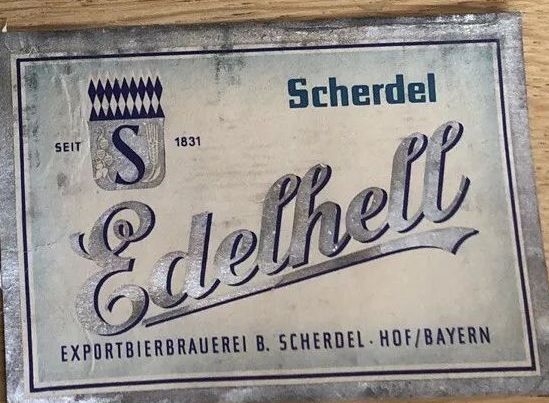 Scherdel
SEIT S 1831
Edelhell
EXPORTBIERBRAUEREI B. SCHERDEL · HOF/BAYERN